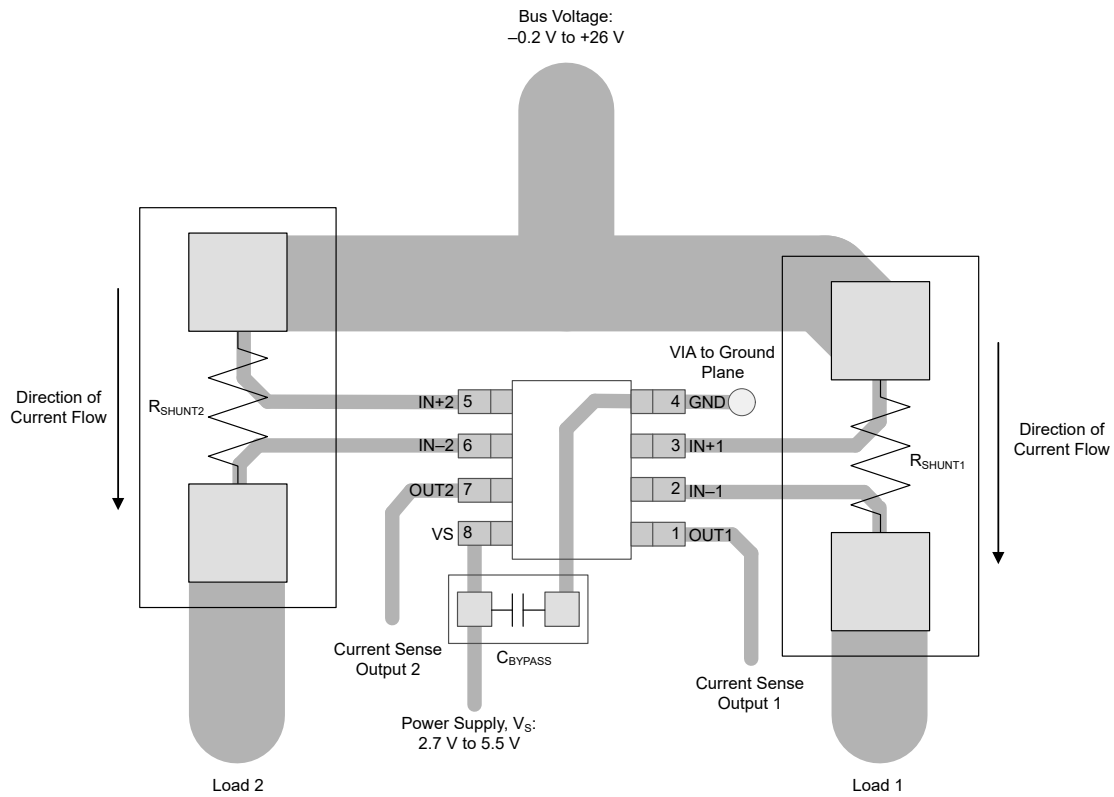 Bus Voltage:
–0.2 V to +26 V
VIA to Ground
Plane
Direction of
Current Flow
RSHUNT2
IN+2 5
4 GND
IN–2 6
3 IN+1
Direction of
Current Flow
RSHUNT1
OUT2 7
2 IN–1
VS 8
1 OUT1
Current Sense
Output 2
CBYPASS
Current Sense
Output 1
Power Supply, VS:
2.7 V to 5.5 V
Load 2
Load 1